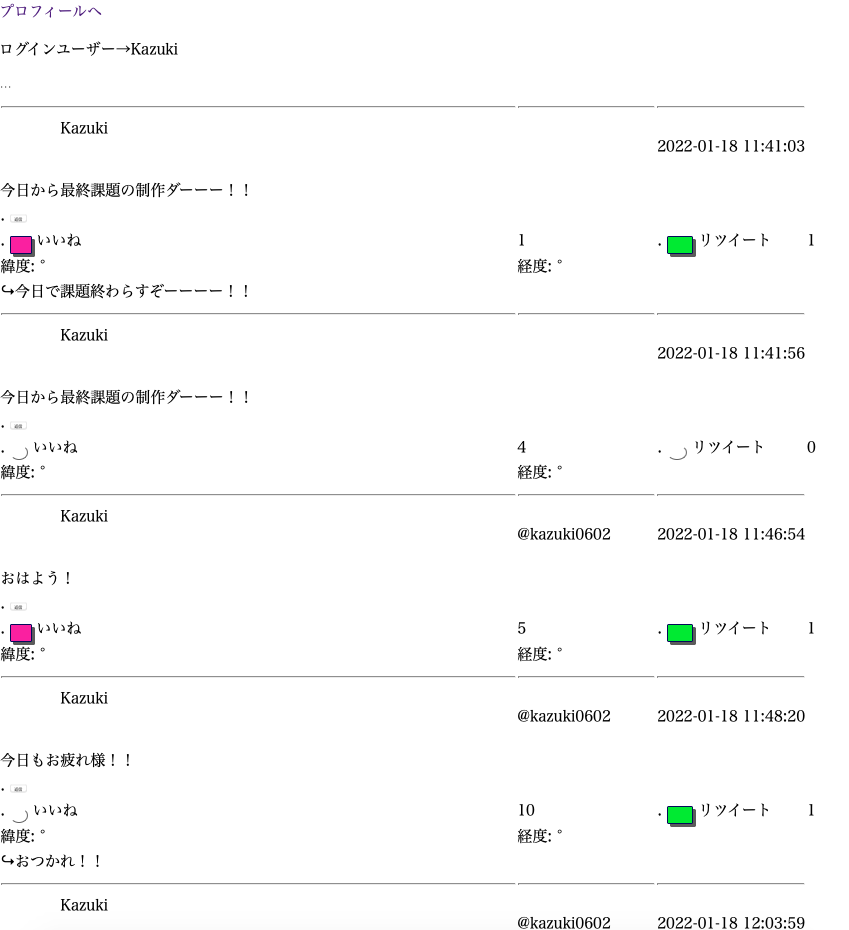 プロフィールへ
ログインユーザー→Kazuki
...
Kazuki
2022-01-18 11:41:03
今日から最終課題の制作ダーーー！！
いいね 1 . リツイート 1
緯度: ° 経度: °
↪今日で課題終わらすぞーーーー！！
Kazuki
2022-01-18 11:41:56
今日から最終課題の制作ダーーー！！
いいね 4 . リツイート 0
緯度: ° 経度: °
Kazuki
@kazuki0602 2022-01-18 11:46:54
おはよう！
いいね 5 . リツイート 1
緯度: ° 経度: °
Kazuki
@kazuki0602 2022-01-18 11:48:20
今日もお疲れ様！！
いいね 10 . リツイート 1
緯度: ° 経度: °
↪おつかれ！！
Kazuki
@kazuki0602 2022-01-18 12:03:59